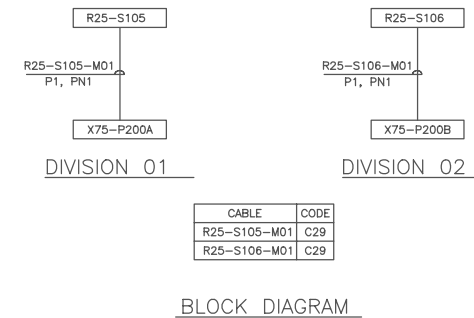 R25-S105
R25-S106
R25-S105-M01
P1, PN1
R25-S106-M01
P1, PN1
X75-P200A
X75-P200B
DIVISION 01
DIVISION 02
CABLE CODE
R25-S105-M01 C29
R25-S106-M01 C29
BLOCK DIAGRAM